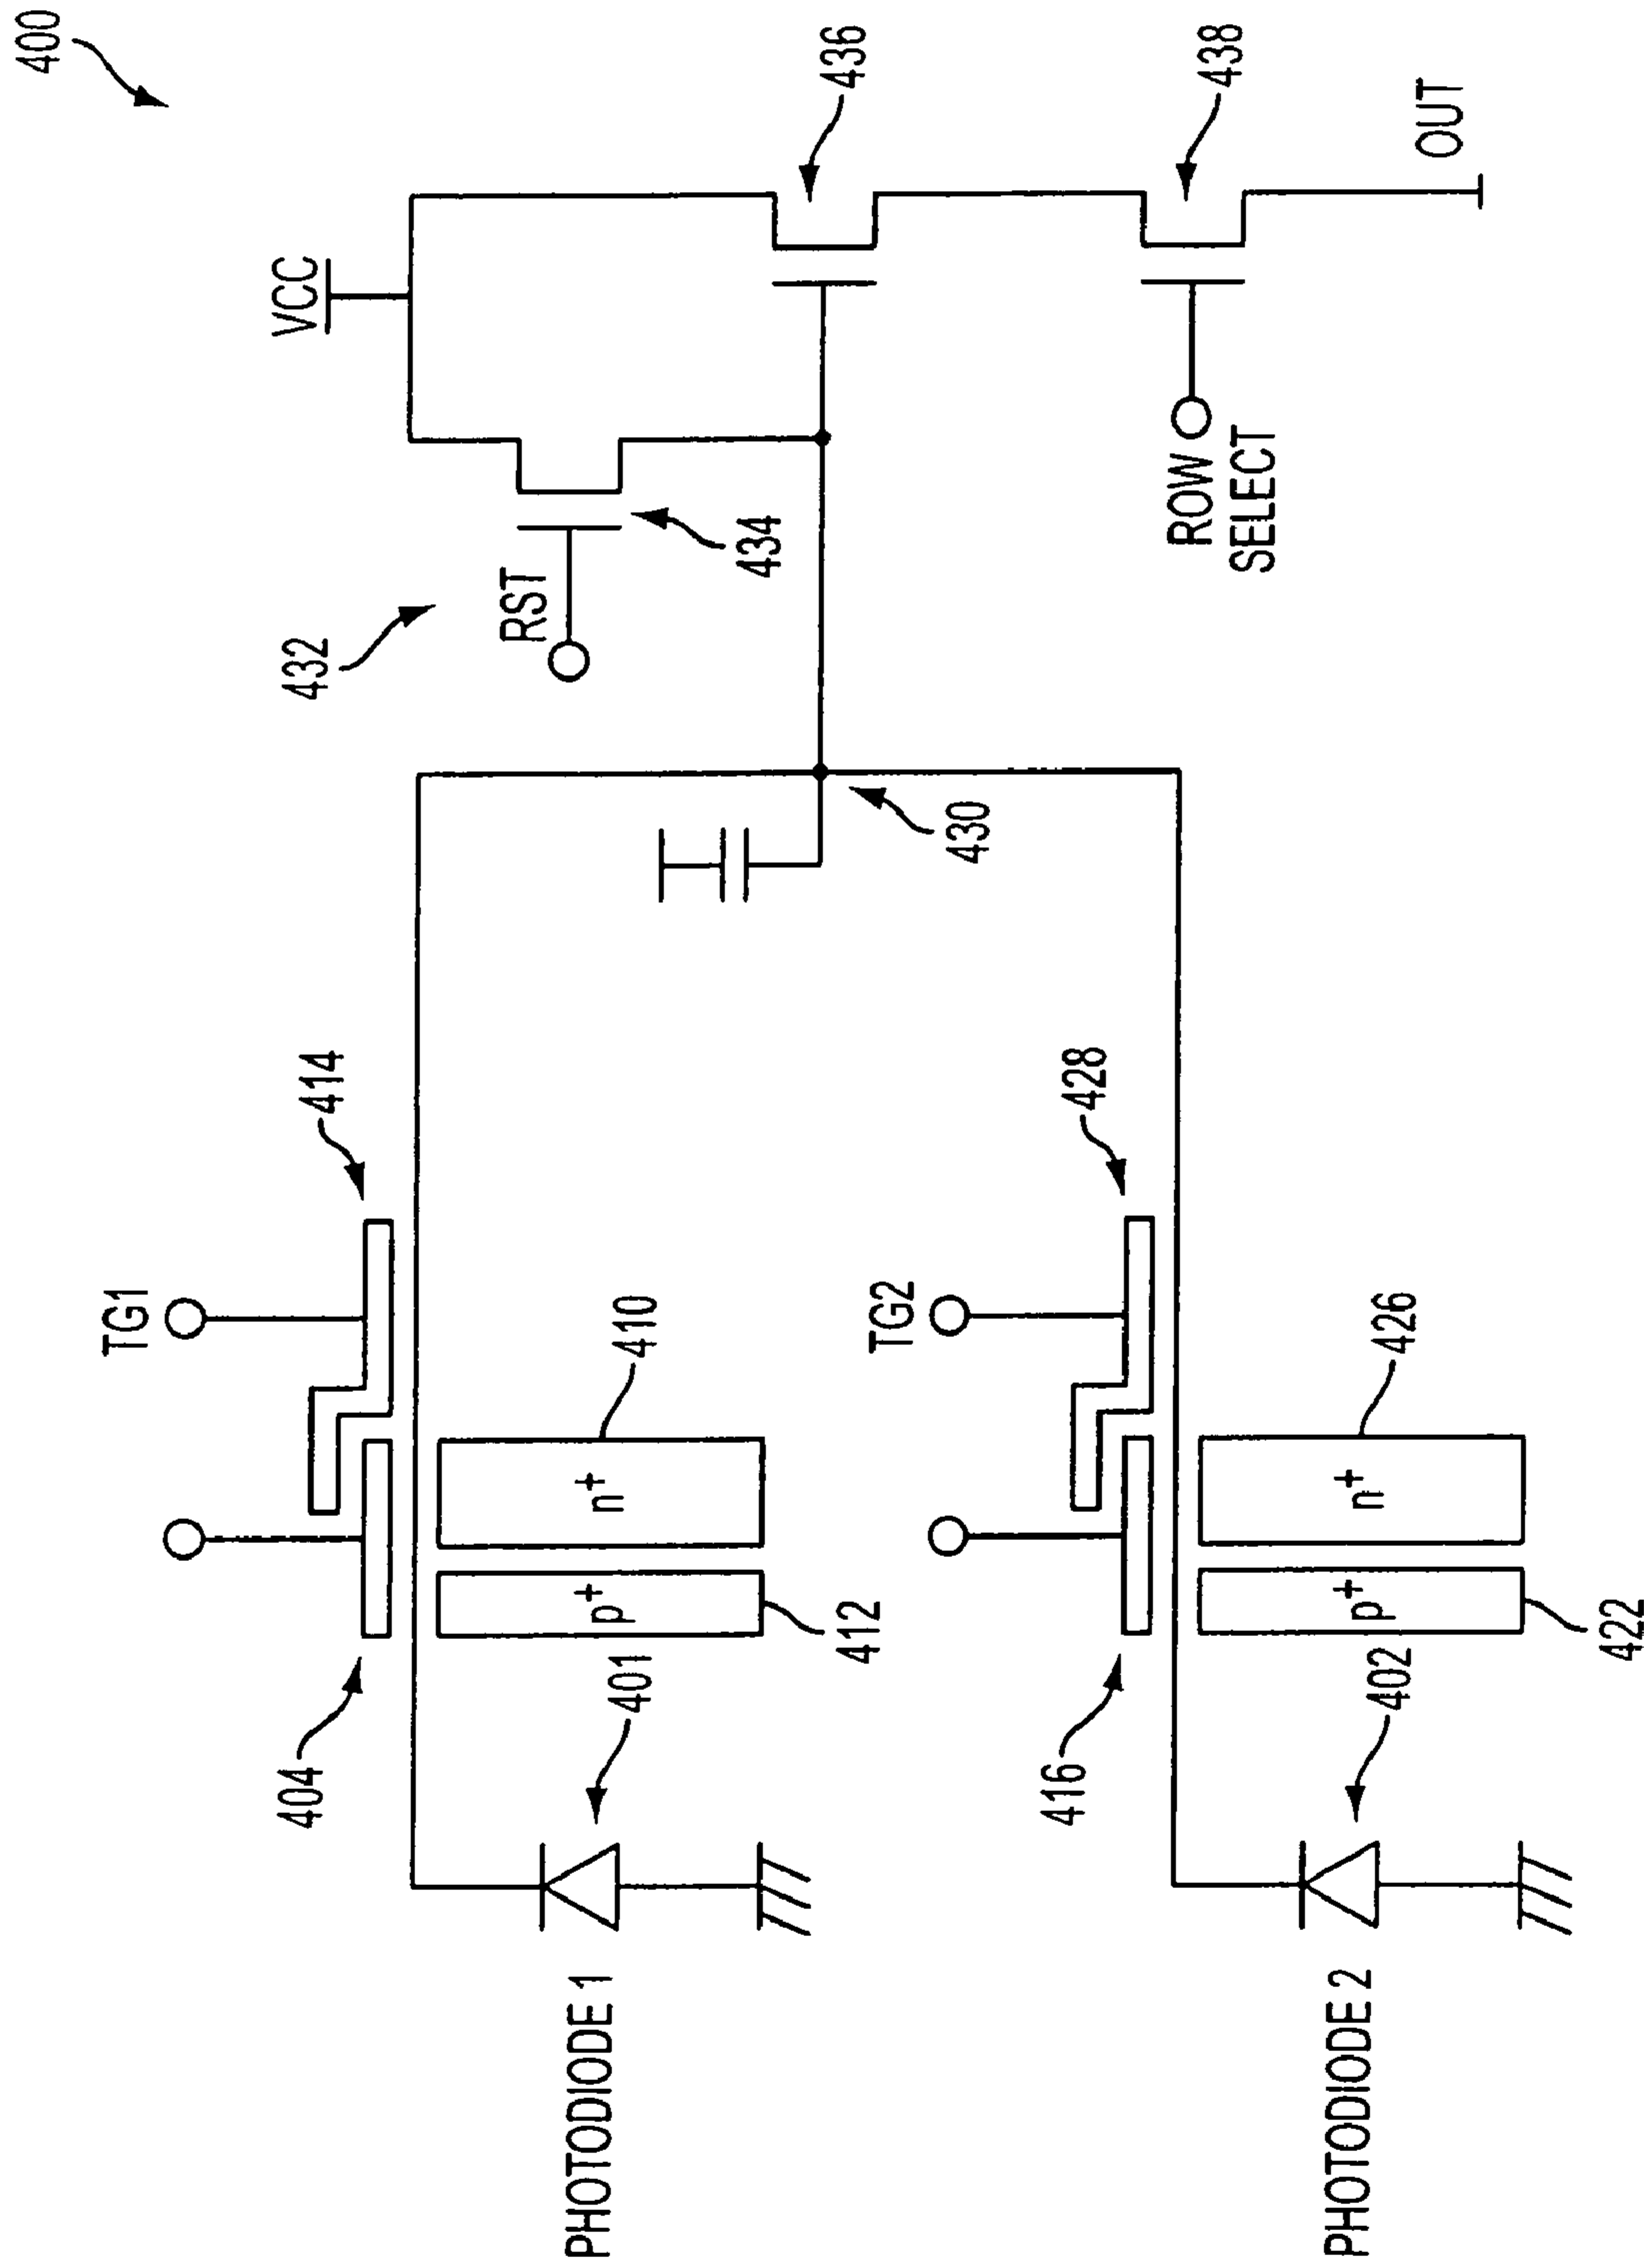 400
VCC
432
RST
434
436
438
ROW
SELECT
OUT
430
TG1
414
404
410
n+
p+
412
401
PHOTODIODE 1
TG2
428
416
426
n+
p+
422
402
PHOTODIODE 2